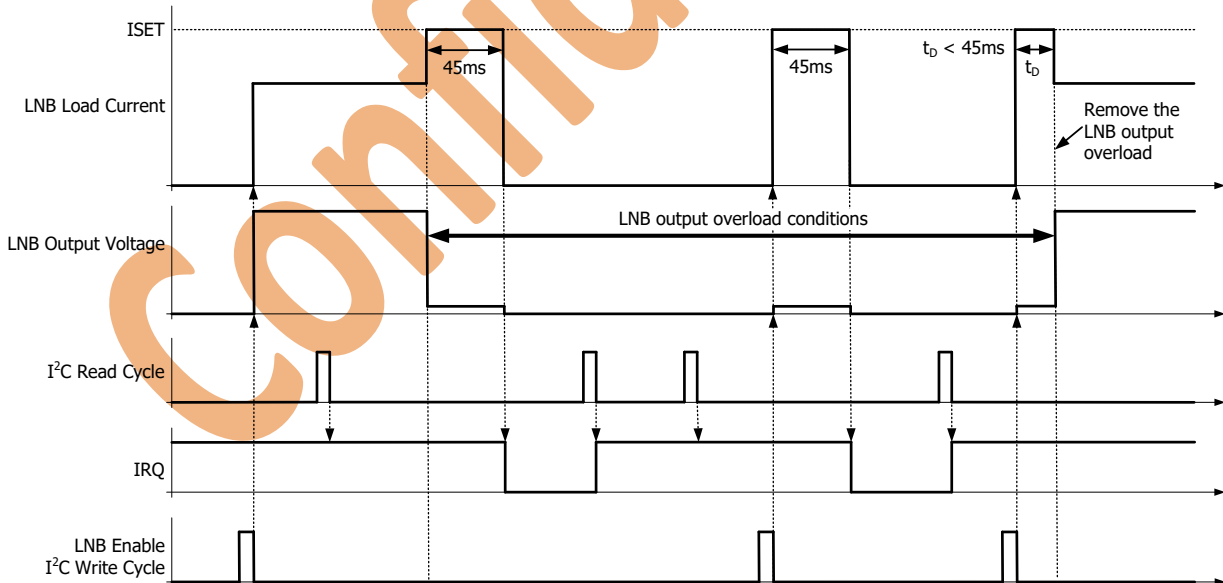 ISET
45ms
45ms
t_D < 45ms
t_D
LNB Load Current
Remove the
LNB output
overload
LNB output overload conditions
LNB Output Voltage
I²C Read Cycle
IRQ
LNB Enable
I²C Write Cycle